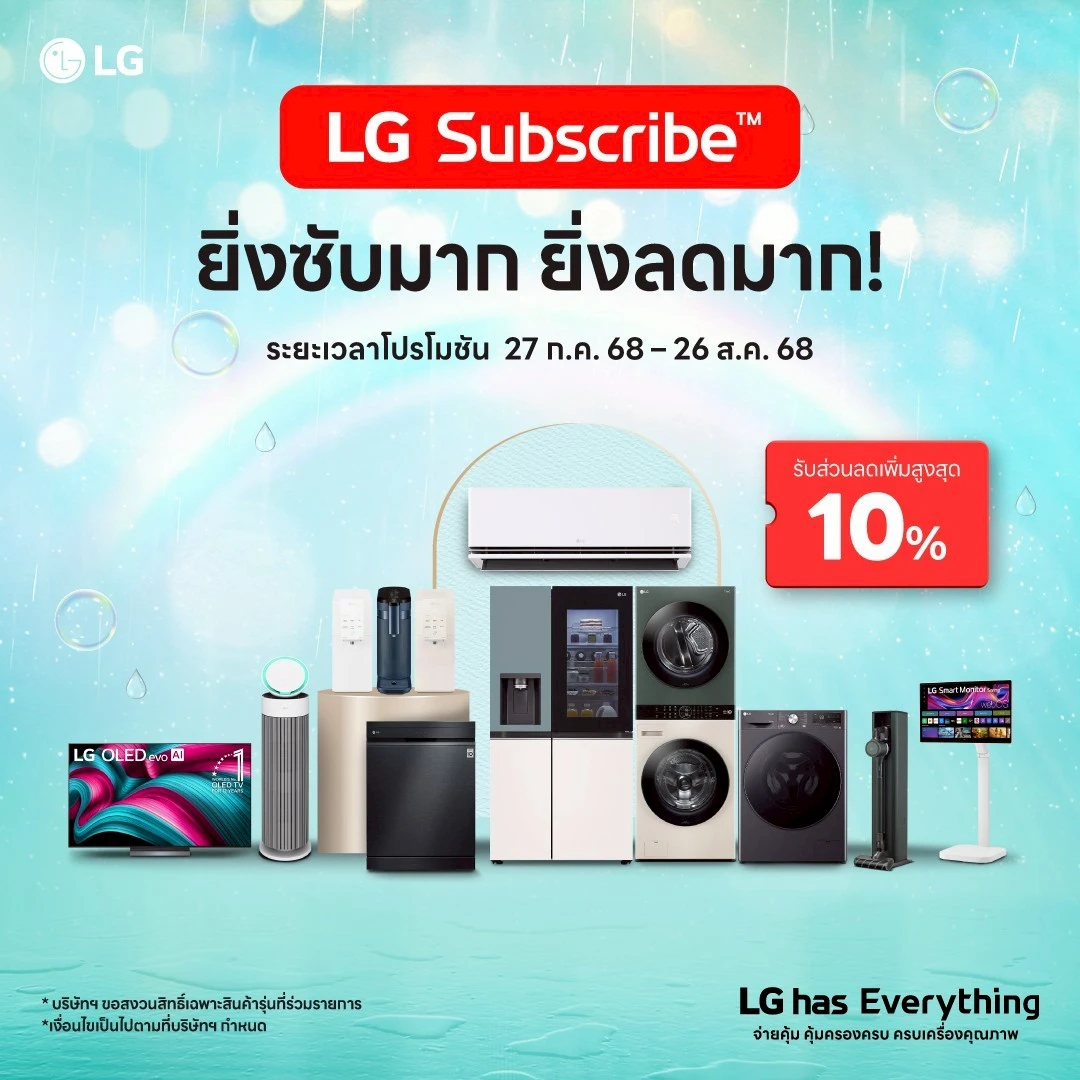 LG
LG Subscribe™
ยิ่งซับมาก ยิ่งลดมาก!
ระยะเวลาโปรโมชัน 27 ก.ค. 68 – 26 ส.ค. 68
รับส่วนลดเพิ่มสูงสุด
10%
LG OLED evo AI
1
WORLD'S No.1
OLED TV
FOR 12 YEARS
LG Smart Monitor Swing
webOS
* บริษัทฯ ขอสงวนสิทธิ์เฉพาะสินค้ารุ่นที่ร่วมรายการ
*เงื่อนไขเป็นไปตามที่บริษัทฯ กำหนด
LG has Everything
จ่ายคุ้ม คุ้มครองครบ ครบเครื่องคุณภาพ